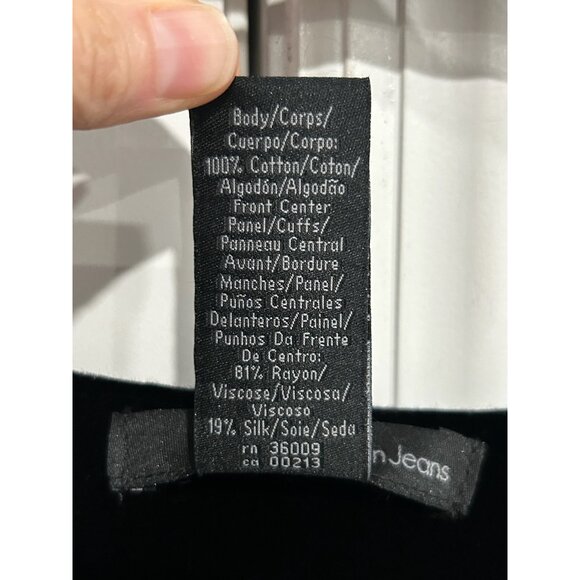 Body/Corps/
Cuerpo/Corpo:
100% Cotton/Coton/
Algodón/Algodão
Front Center
Panel/Cuffs/
Panneau Central
Avant/Bordure
Manches/Panel/
Puños Centrales
Delanteros/Painel/
Punhos Da Frente
De Centro:
81% Rayon/
Viscose/Viscosa/
Viscoso
19% Silk/Soie/Seda
rn 36009
ca 00213
n Jeans